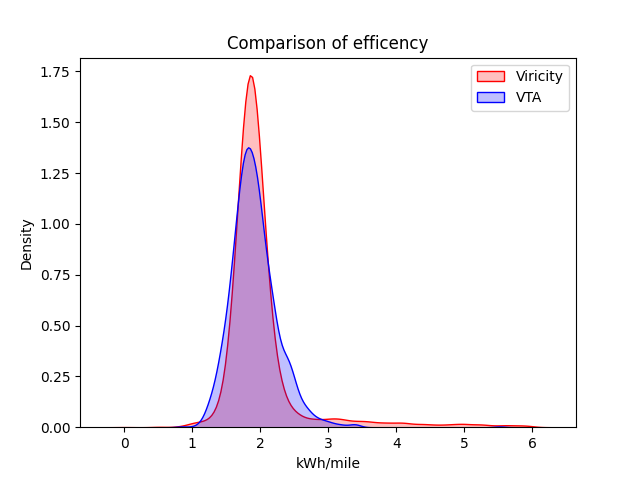 Comparison of efficency
Viricity
VTA
1.75
1.50
1.25
1.00
0.75
0.50
0.25
0.00
Density
0 1 2 3 4 5 6
kWh/mile